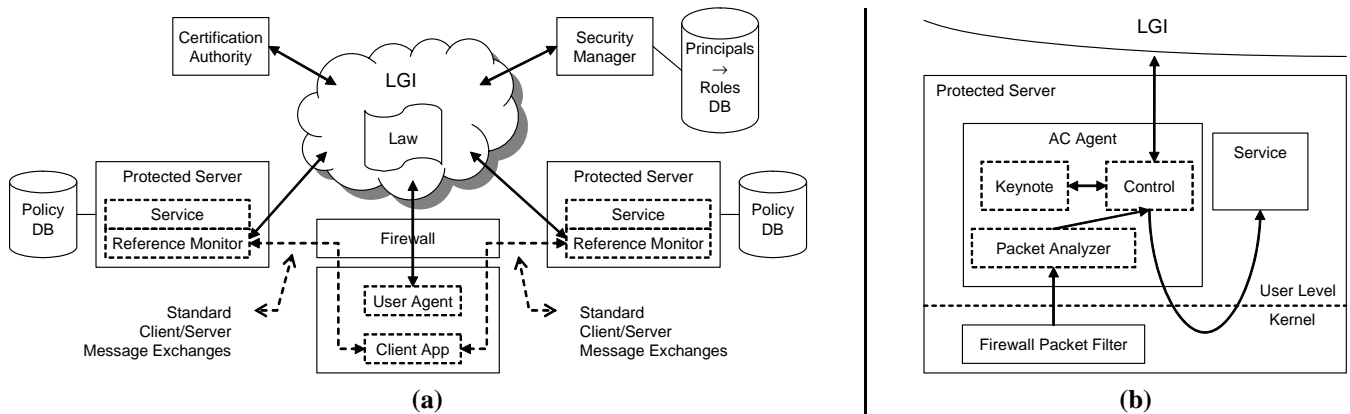 Certification
Authority
LGI
Law
Security
Manager
Principals
→
Roles
DB
Policy
DB
Protected Server
Service
Reference Monitor
Firewall
User Agent
Client App
Protected Server
Service
Reference Monitor
Policy
DB
Standard
Client/Server
Message Exchanges
Standard
Client/Server
Message Exchanges
(a)
LGI
Protected Server
AC Agent
Keynote
Control
Service
Packet Analyzer
User Level
Kernel
Firewall Packet Filter
(b)